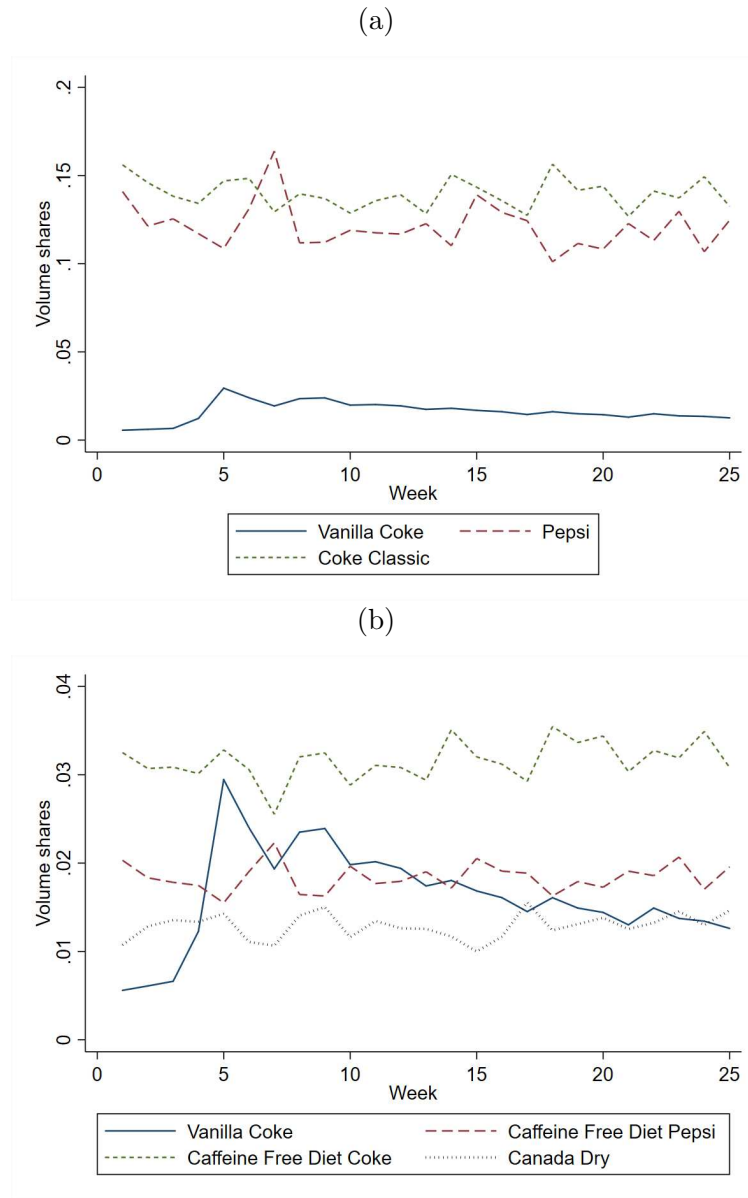 (a)
Volume shares
.2
.15
.1
.05
0
0 5 10 15 20 25
Week
Vanilla Coke Pepsi
Coke Classic
(b)
Volume shares
.04
.03
.02
.01
0
0 5 10 15 20 25
Week
Vanilla Coke Caffeine Free Diet Pepsi
Caffeine Free Diet Coke Canada Dry